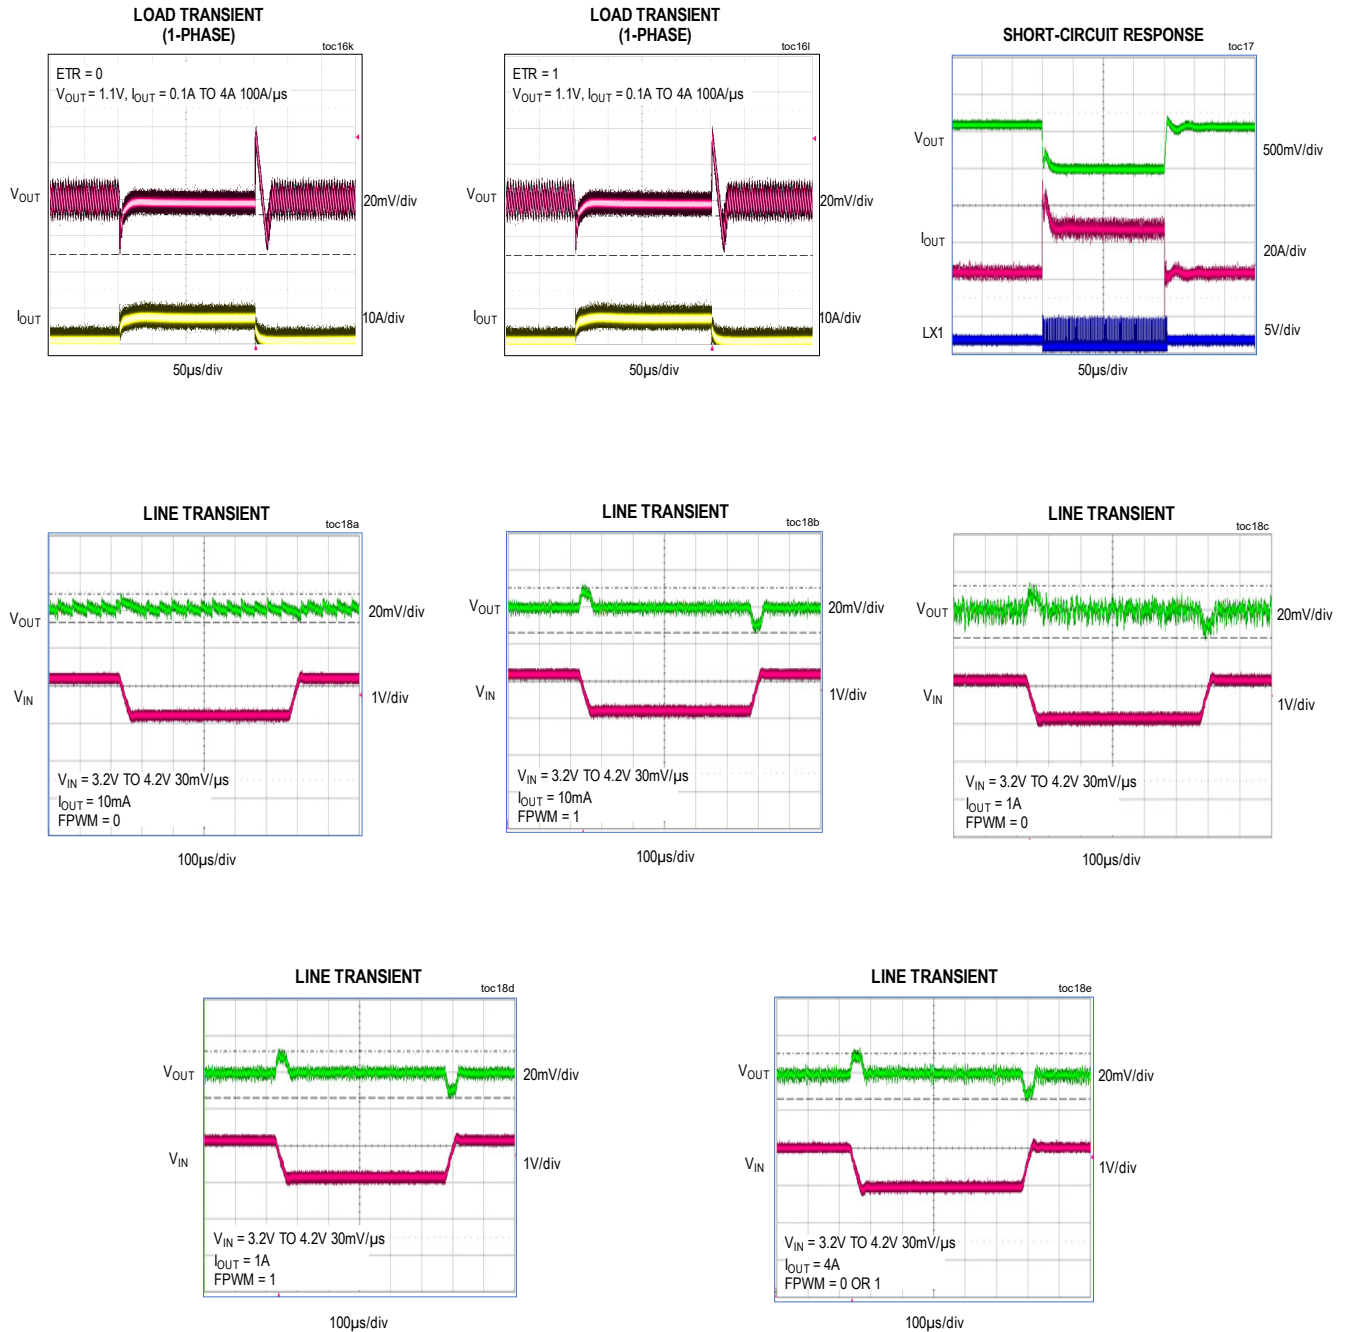 LOAD TRANSIENT
(1-PHASE)
toc16k
ETR = 0
VOUT = 1.1V, IOUT = 0.1A TO 4A 100A/µs
VOUT
20mV/div
IOUT
10A/div
50µs/div
LOAD TRANSIENT
(1-PHASE)
toc16l
ETR = 1
VOUT = 1.1V, IOUT = 0.1A TO 4A 100A/µs
VOUT
20mV/div
IOUT
10A/div
50µs/div
SHORT-CIRCUIT RESPONSE
toc17
VOUT
500mV/div
IOUT
20A/div
LX1
5V/div
50µs/div
LINE TRANSIENT
toc18a
VOUT
20mV/div
VIN
1V/div
VIN = 3.2V TO 4.2V 30mV/µs
IOUT = 10mA
FPWM = 0
100µs/div
LINE TRANSIENT
toc18b
VOUT
20mV/div
VIN
1V/div
VIN = 3.2V TO 4.2V 30mV/µs
IOUT = 10mA
FPWM = 1
100µs/div
LINE TRANSIENT
toc18c
VOUT
20mV/div
VIN
1V/div
VIN = 3.2V TO 4.2V 30mV/µs
IOUT = 1A
FPWM = 0
100µs/div
LINE TRANSIENT
toc18d
VOUT
20mV/div
VIN
1V/div
VIN = 3.2V TO 4.2V 30mV/µs
IOUT = 1A
FPWM = 1
100µs/div
LINE TRANSIENT
toc18e
VOUT
20mV/div
VIN
1V/div
VIN = 3.2V TO 4.2V 30mV/µs
IOUT = 4A
FPWM = 0 OR 1
100µs/div